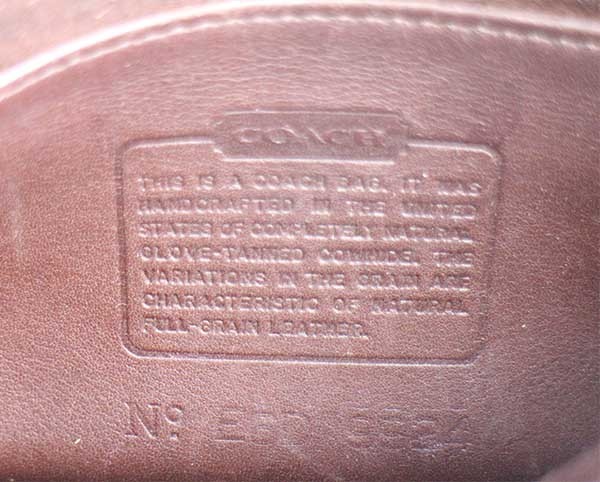 COACH
THIS IS A COACH BAG. IT WAS
HANDCRAFTED IN THE UNITED
STATES OF COMPLETELY NATURAL
GLOVE-TANNED COWHIDE. THE
VARIATIONS IN THE GRAIN ARE
CHARACTERISTIC OF NATURAL
FULL-GRAIN LEATHER.
Nº